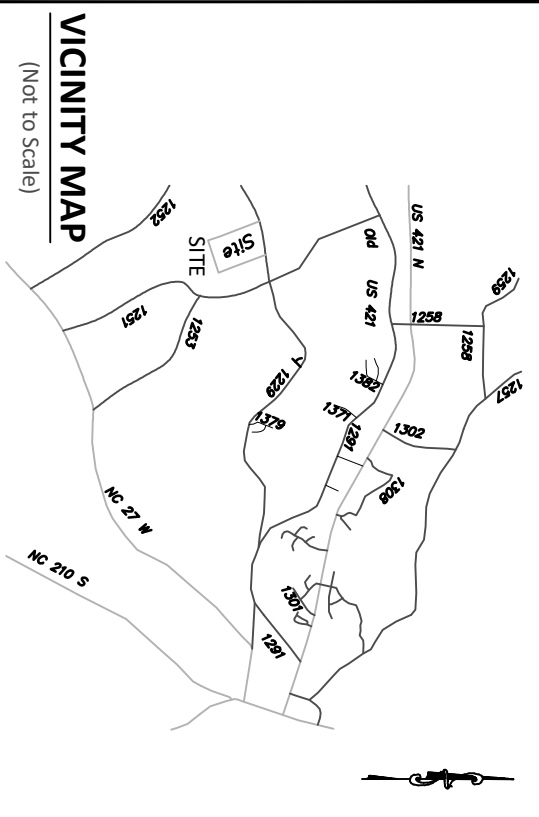 VICINITY MAP
(Not to Scale)
1252
SITE
Site
1251
1253
Old US 421
US 421 N
1259
1258
1258
1257
1229
1382
1371
1379
1291
1302
1308
NC 27 W
NC 210 S
1301
1291